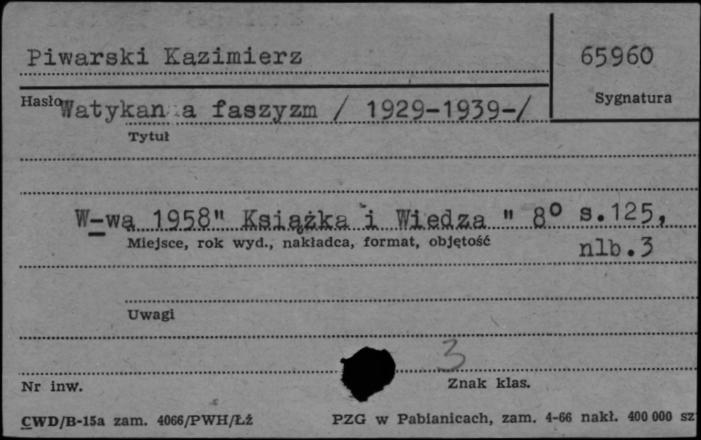 Piwarski Kazimierz
65960
Hasło
Sygnatura
Watykan a faszyzm / 1929-1939-/
Tytuł
W-wa 1958" Książka i Wiedza " 8° s.125,
Miejsce, rok wyd., nakładca, format, objętość
nlb.3
Uwagi
3
Nr inw.
Znak klas.
CWD/B-15a zam. 4066/PWH/Łź
PZG w Pabianicach, zam. 4-66 nakł. 400 000 sz